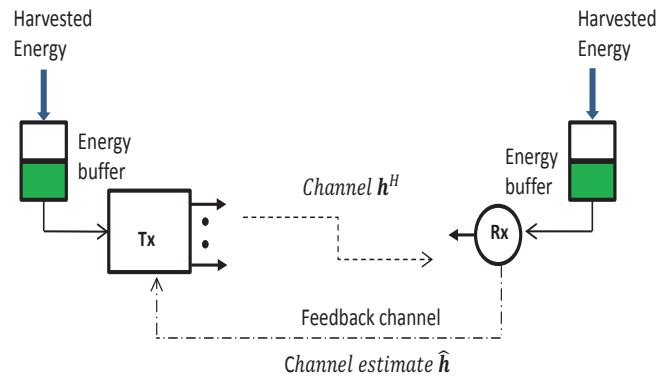 Harvested
Energy
Harvested
Energy
Energy
buffer
Energy
buffer
Channel h^H
Tx
Rx
Feedback channel
Channel estimate ĥ